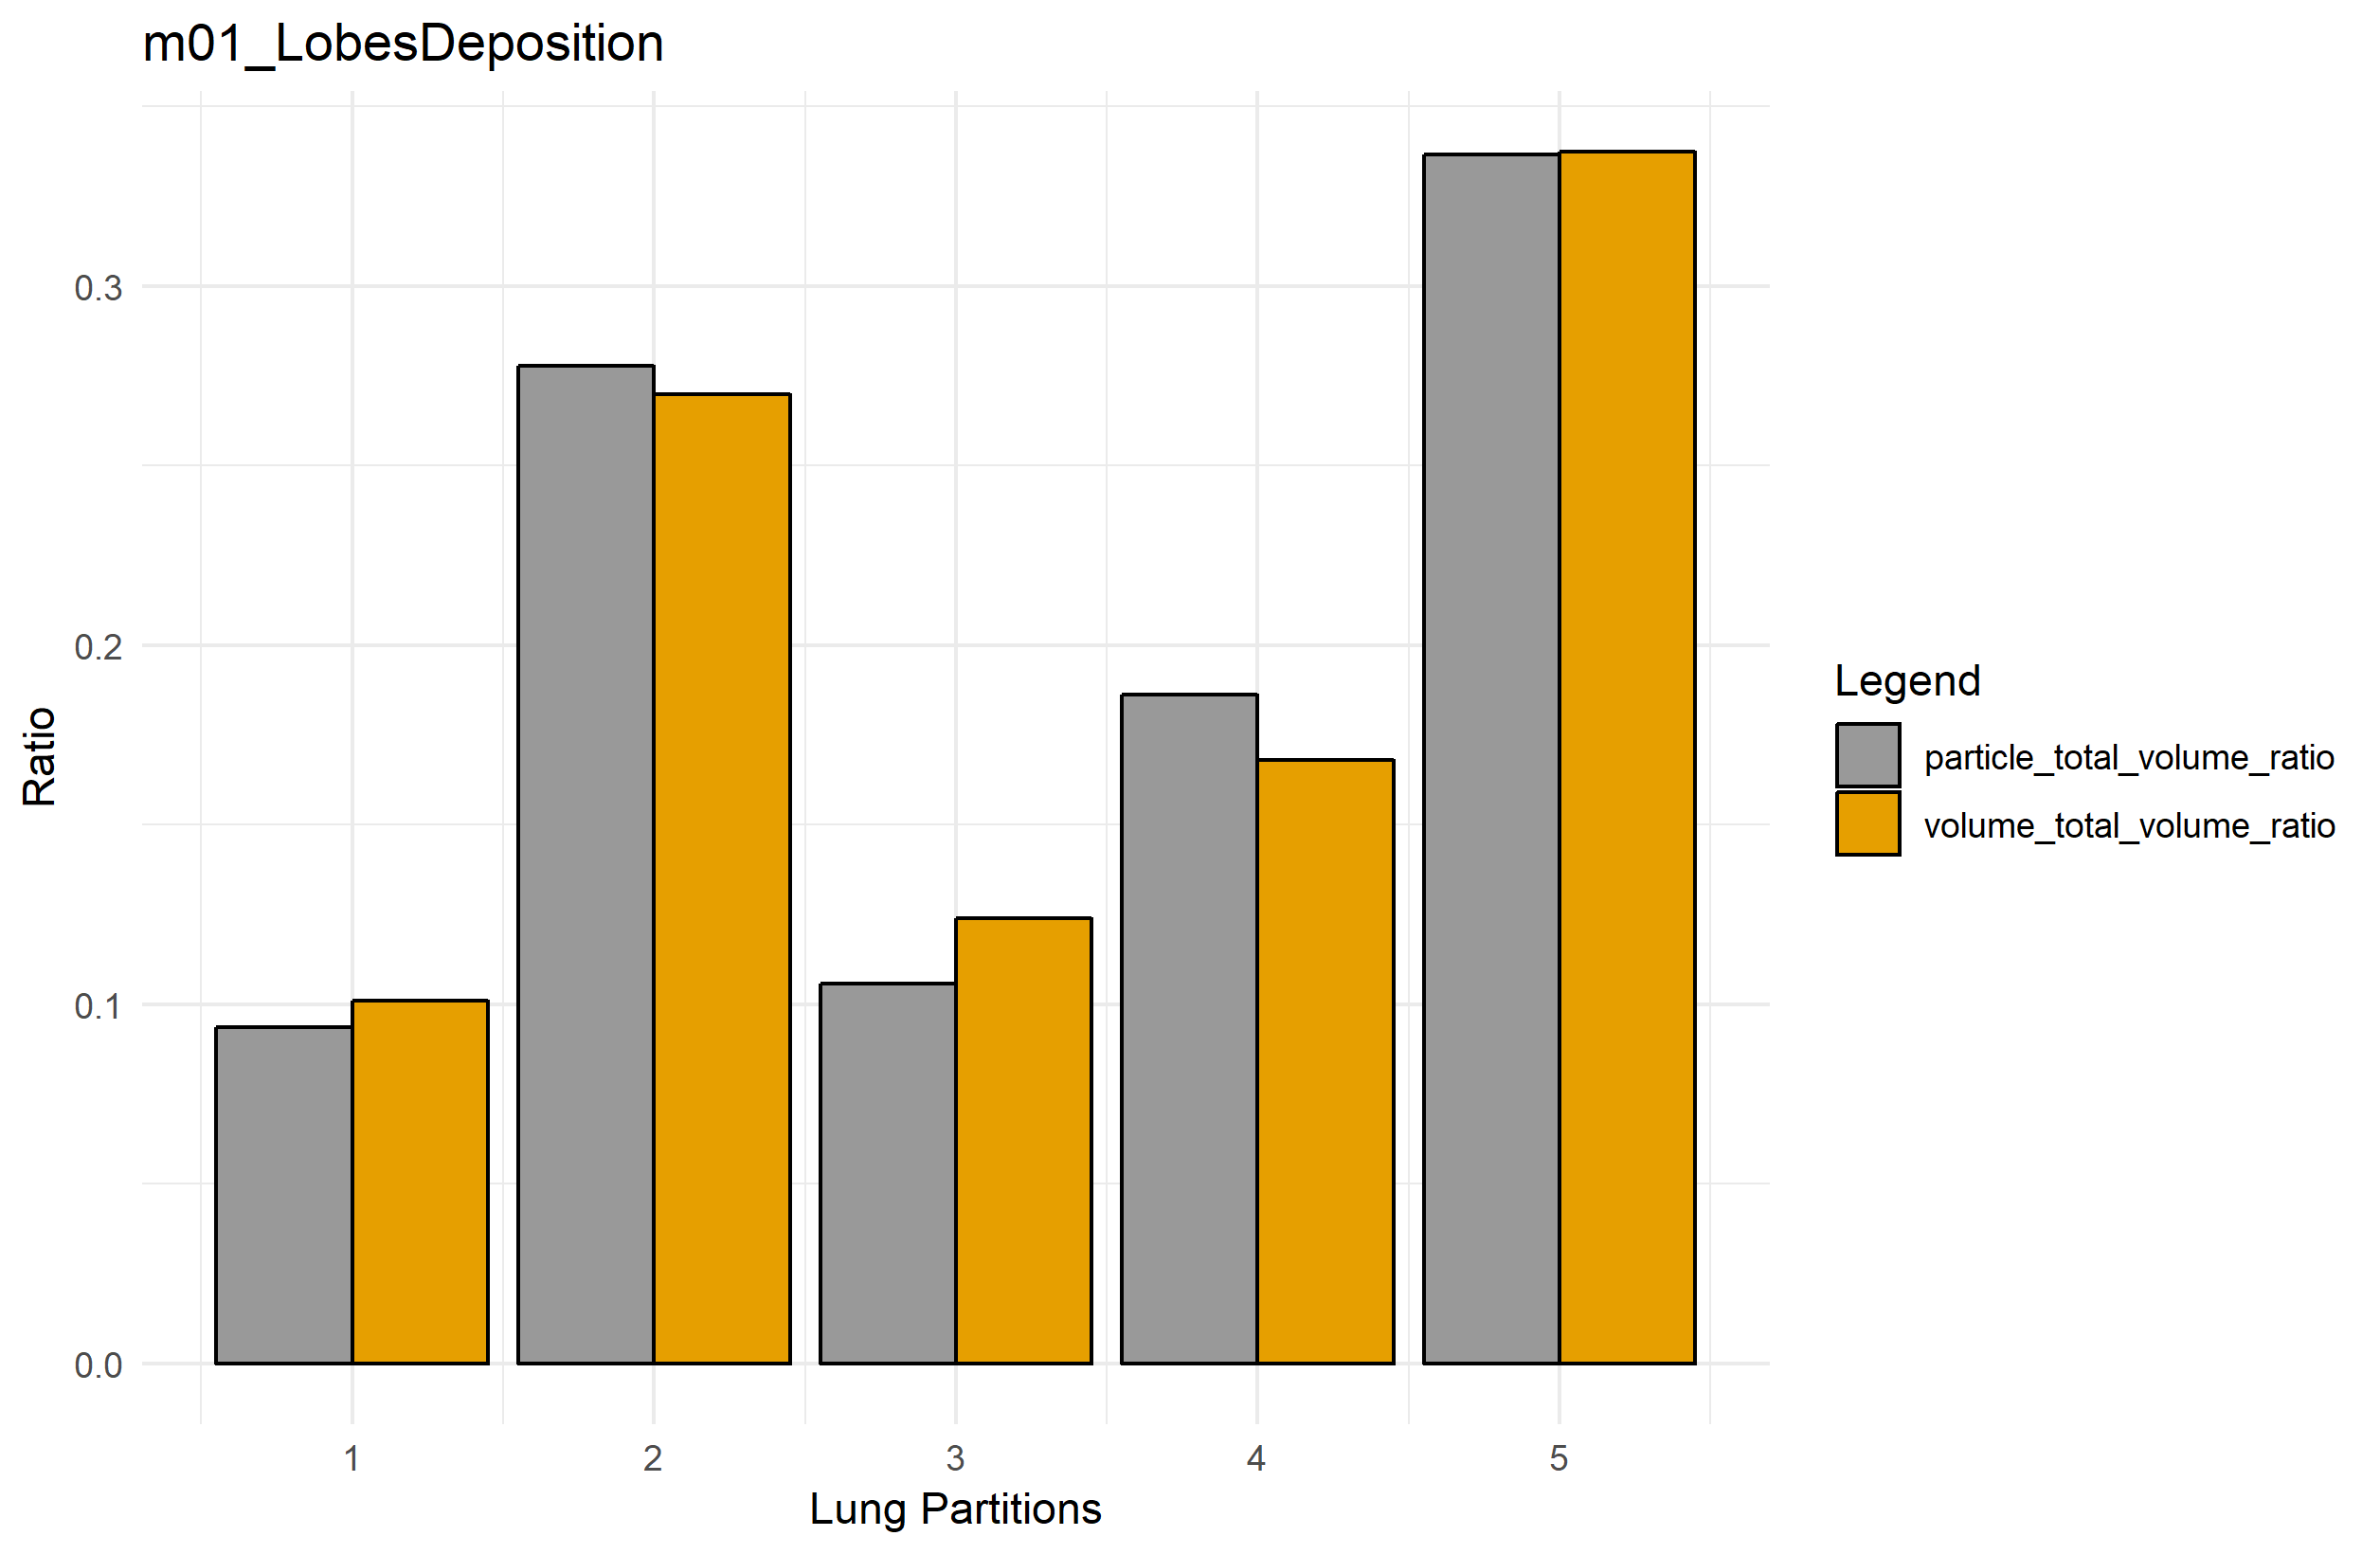 m01_LobesDeposition
0.3
0.2
0.1
0.0
Ratio
1 2 3 4 5
Lung Partitions
Legend
particle_total_volume_ratio
volume_total_volume_ratio